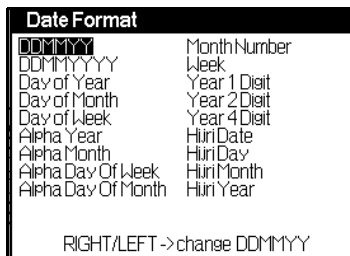 Date Format
DDMMYY
DDMMYYYY
Day of Year
Day of Month
Day of Week
Alpha Year
Alpha Month
Alpha Day Of Week
Alpha Day Of Month
Month Number
Week
Year 1 Digit
Year 2 Digit
Year 4 Digit
Hijri Date
Hijri Day
Hijri Month
Hijri Year
RIGHT/LEFT -> change DDMMYY